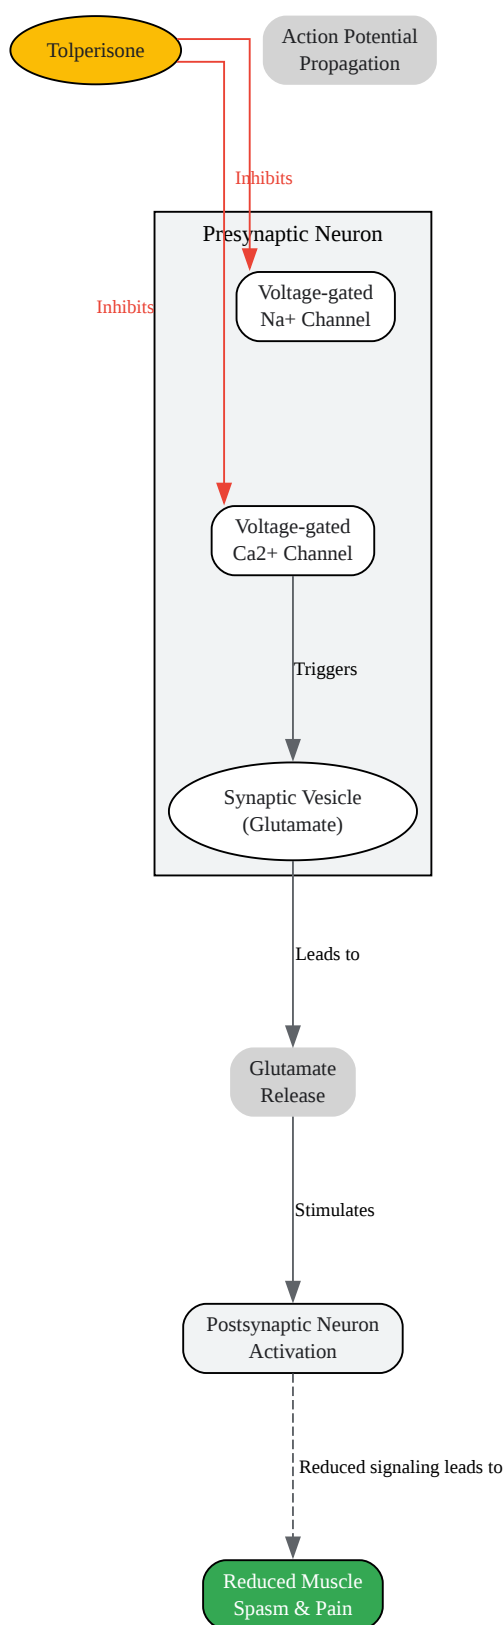 Tolperisone
Action Potential
Propagation
Inhibits
Presynaptic Neuron
Voltage-gated
Na+ Channel
Inhibits
Voltage-gated
Ca2+ Channel
Triggers
Synaptic Vesicle
(Glutamate)
Leads to
Glutamate
Release
Stimulates
Postsynaptic Neuron
Activation
Reduced signaling leads to
Reduced Muscle
Spasm & Pain